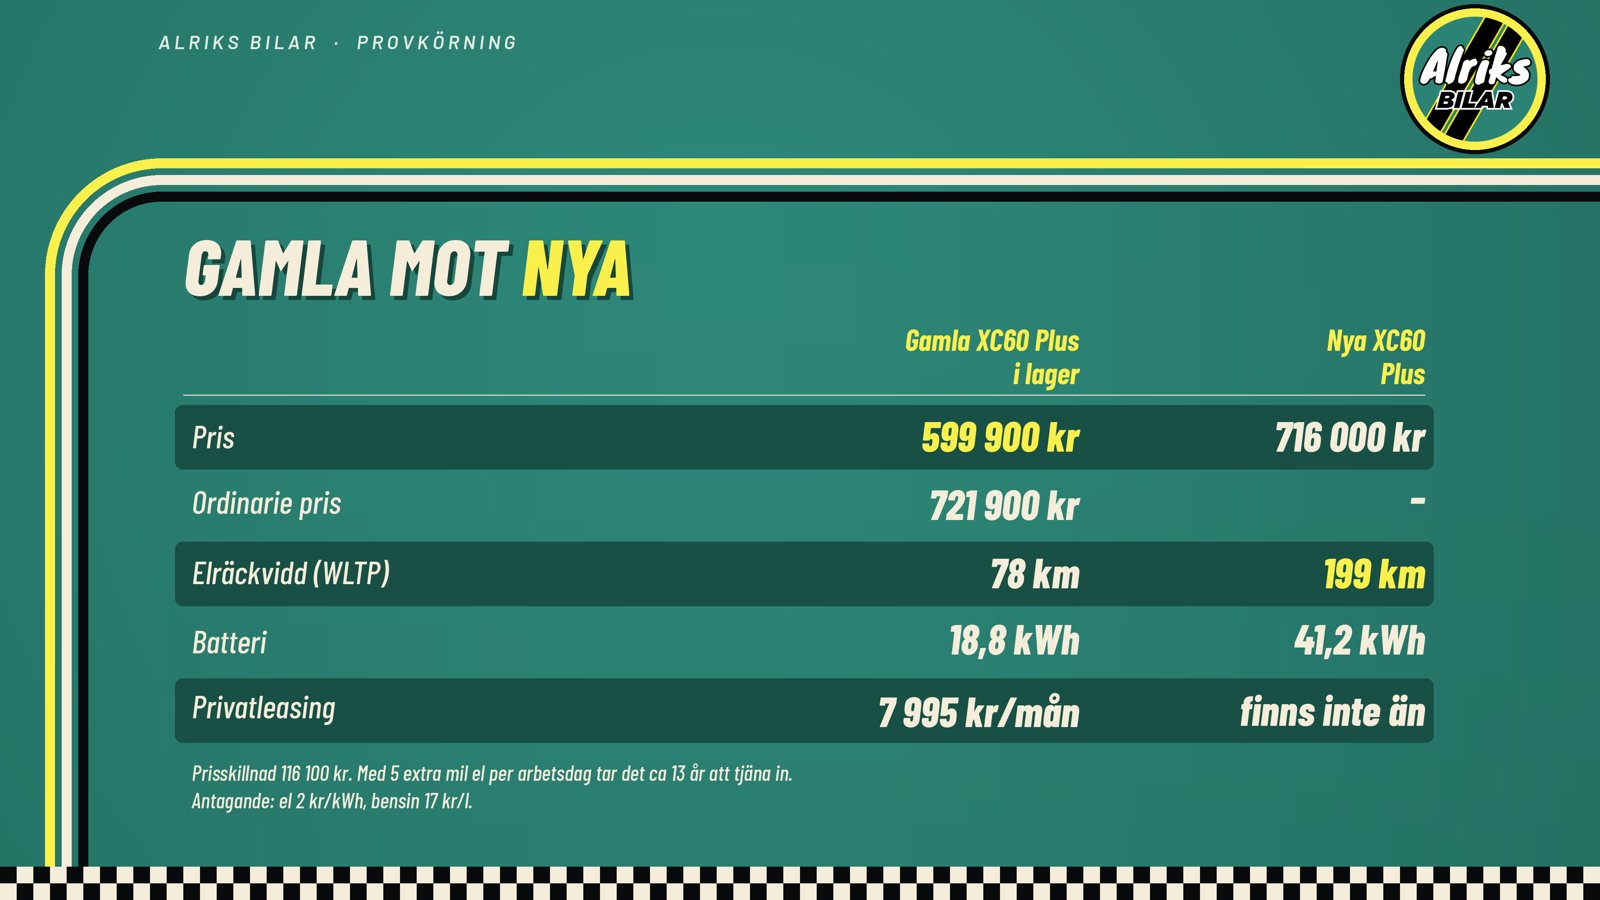 ALRIKS BILAR · PROVKÖRNING
Alriks
BILAR
GAMLA MOT NYA
Gamla XC60 Plus
i lager
Nya XC60
Plus
Pris 599 900 kr 716 000 kr
Ordinarie pris 721 900 kr –
Elräckvidd (WLTP) 78 km 199 km
Batteri 18,8 kWh 41,2 kWh
Privatleasing 7 995 kr/mån finns inte än
Prisskillnad 116 100 kr. Med 5 extra mil el per arbetsdag tar det ca 13 år att tjäna in.
Antagande: el 2 kr/kWh, bensin 17 kr/l.